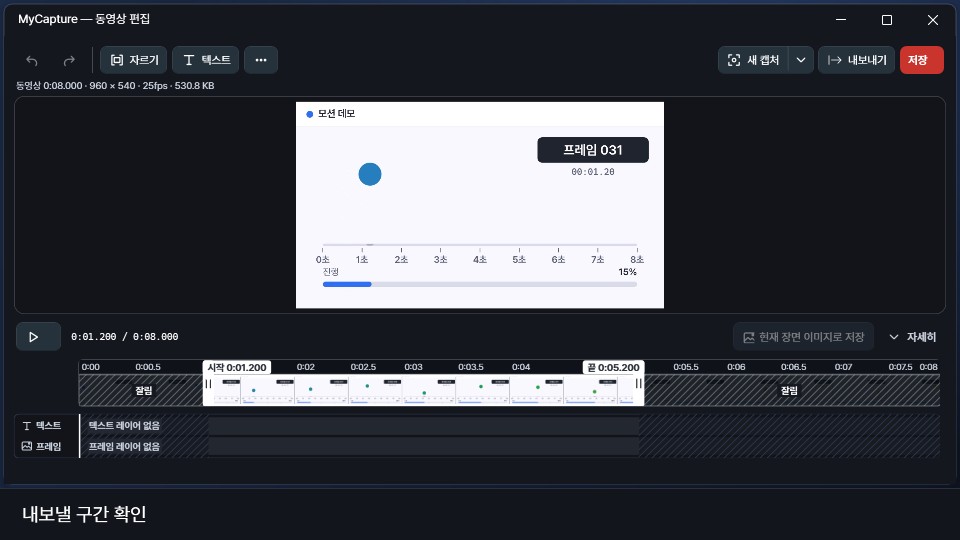 MyCapture — 동영상 편집
자르기 텍스트 ··· 새 캡처 내보내기 저장
동영상 0:08.000 · 960 × 540 · 25fps · 530.8 KB
모션 데모
프레임 031
00:01.20
0초 1초 2초 3초 4초 5초 6초 7초 8초
진행 15%
0:01.200 / 0:08.000 현재 장면 이미지로 저장 자세히
0:00 0:00.5 시작 0:01.200 0:02 0:02.5 0:03 0:03.5 0:04 끝 0:05.200 0:05.5 0:06 0:06.5 0:07 0:07.5 0:08
잘림 잘림
텍스트 텍스트 레이어 없음
프레임 프레임 레이어 없음
내보낼 구간 확인